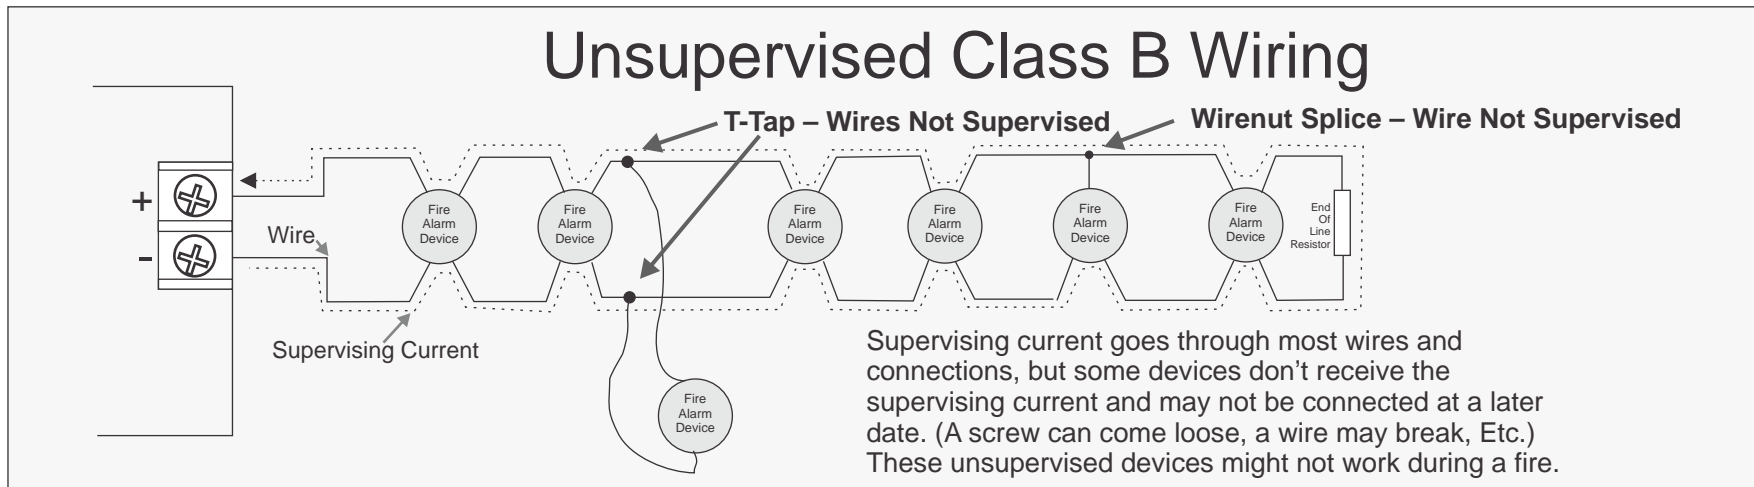 Unsupervised Class B Wiring
T-Tap – Wires Not Supervised
Wirenut Splice – Wire Not Supervised
+
-
Wire
Supervising Current
Fire
Alarm
Device
Fire
Alarm
Device
Fire
Alarm
Device
Fire
Alarm
Device
Fire
Alarm
Device
Fire
Alarm
Device
End
Of
Line
Resistor
Fire
Alarm
Device
Supervising current goes through most wires and
connections, but some devices don’t receive the
supervising current and may not be connected at a later
date. (A screw can come loose, a wire may break, Etc.)
These unsupervised devices might not work during a fire.